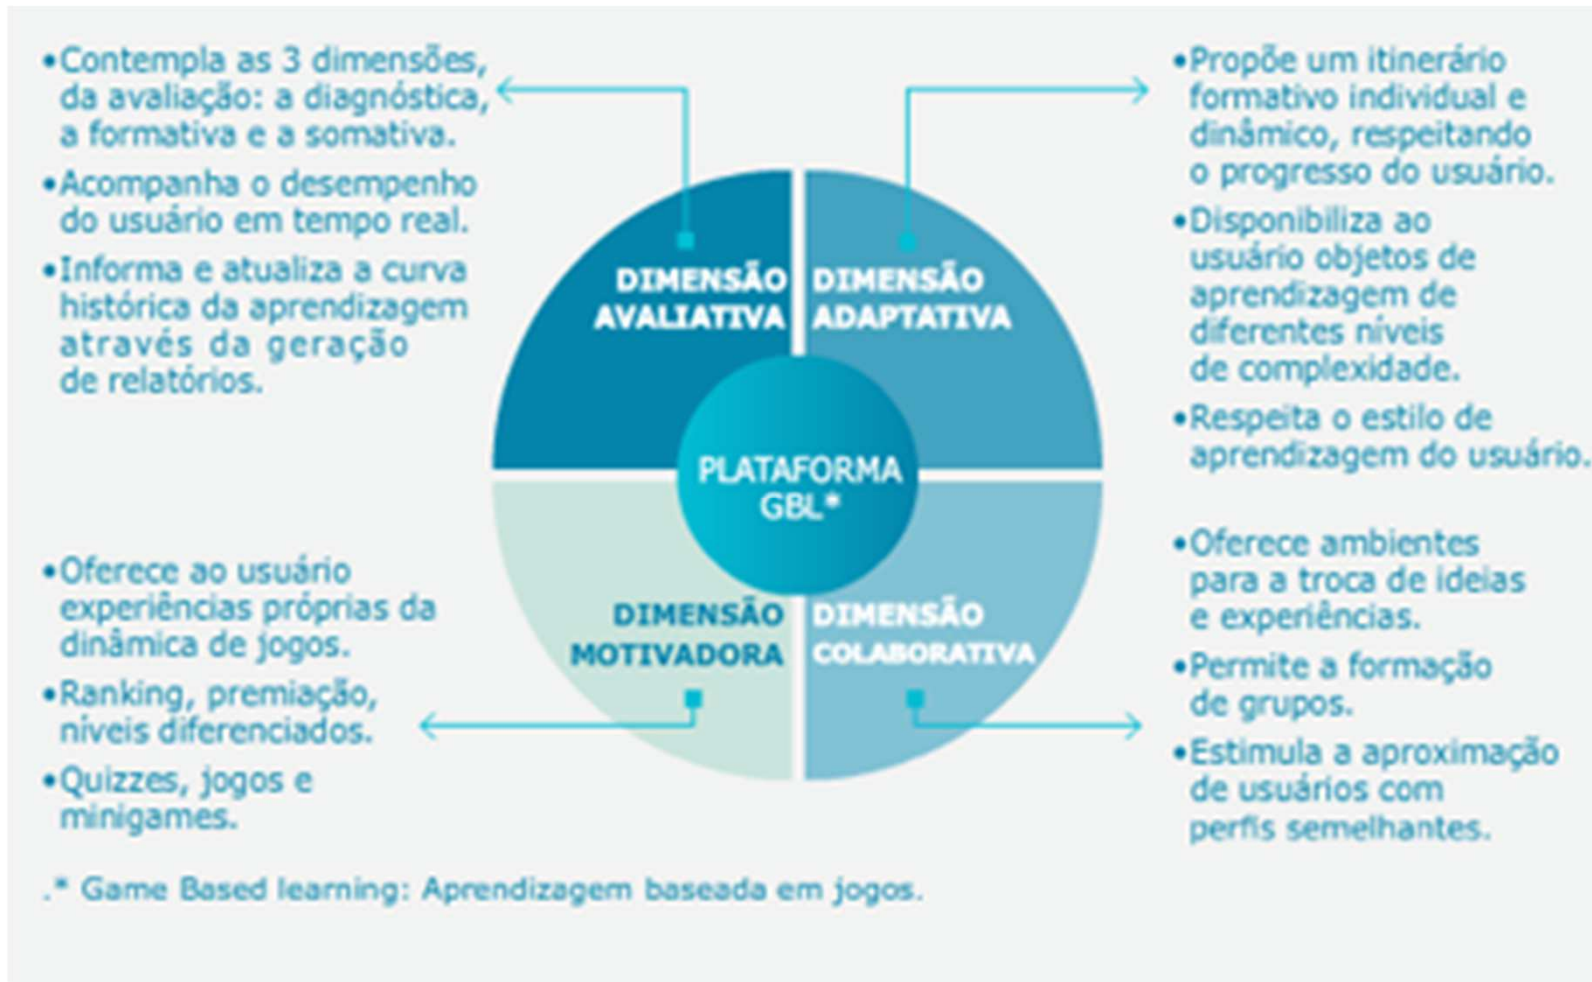 •Contempla as 3 dimensões,
da avaliação: a diagnóstica,
a formativa e a somativa.
•Acompanha o desempenho
do usuário em tempo real.
•Informa e atualiza a curva
histórica da aprendizagem
através da geração
de relatórios.
•Propõe um itinerário
formativo individual e
dinâmico, respeitando
o progresso do usuário.
•Disponibiliza ao
usuário objetos de
aprendizagem de
diferentes níveis
de complexidade.
•Respeita o estilo de
aprendizagem do usuário.
DIMENSÃO
AVALIATIVA
DIMENSÃO
ADAPTATIVA
PLATAFORMA
GBL*
DIMENSÃO
MOTIVADORA
DIMENSÃO
COLABORATIVA
•Oferece ao usuário
experiências próprias da
dinâmica de jogos.
•Ranking, premiação,
níveis diferenciados.
•Quizzes, jogos e
minigames.
•Oferece ambientes
para a troca de ideias
e experiências.
•Permite a formação
de grupos.
•Estimula a aproximação
de usuários com
perfis semelhantes.
.* Game Based learning: Aprendizagem baseada em jogos.